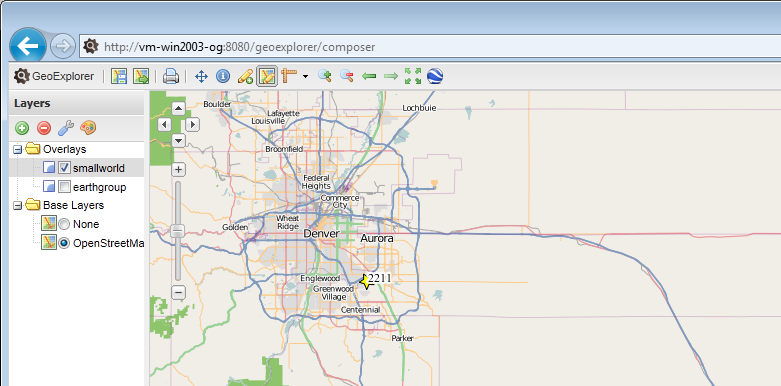 http://vm-win2003-og:8080/geoexplorer/composer
GeoExplorer
Layers
Overlays
smallworld
earthgroup
Base Layers
None
OpenStreetMa
Boulder
Lochbuie
Lafayette
Louisville
Broomfield
Federal
Heights
Commerce
City
Wheat
Ridge
Golden
Denver
Aurora
Englewood
2211
Greenwood
Village
Centennial
Parker